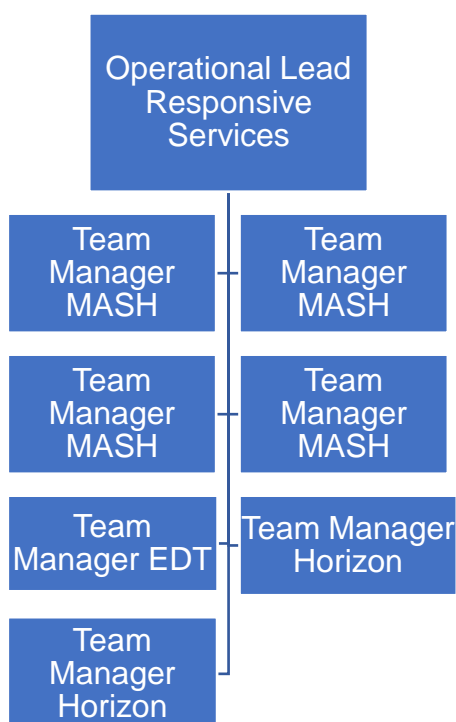 Operational Lead
Responsive
Services
Team
Manager
MASH
Team
Manager
MASH
Team
Manager
MASH
Team
Manager
MASH
Team
Manager EDT
Team Manager
Horizon
Team
Manager
Horizon